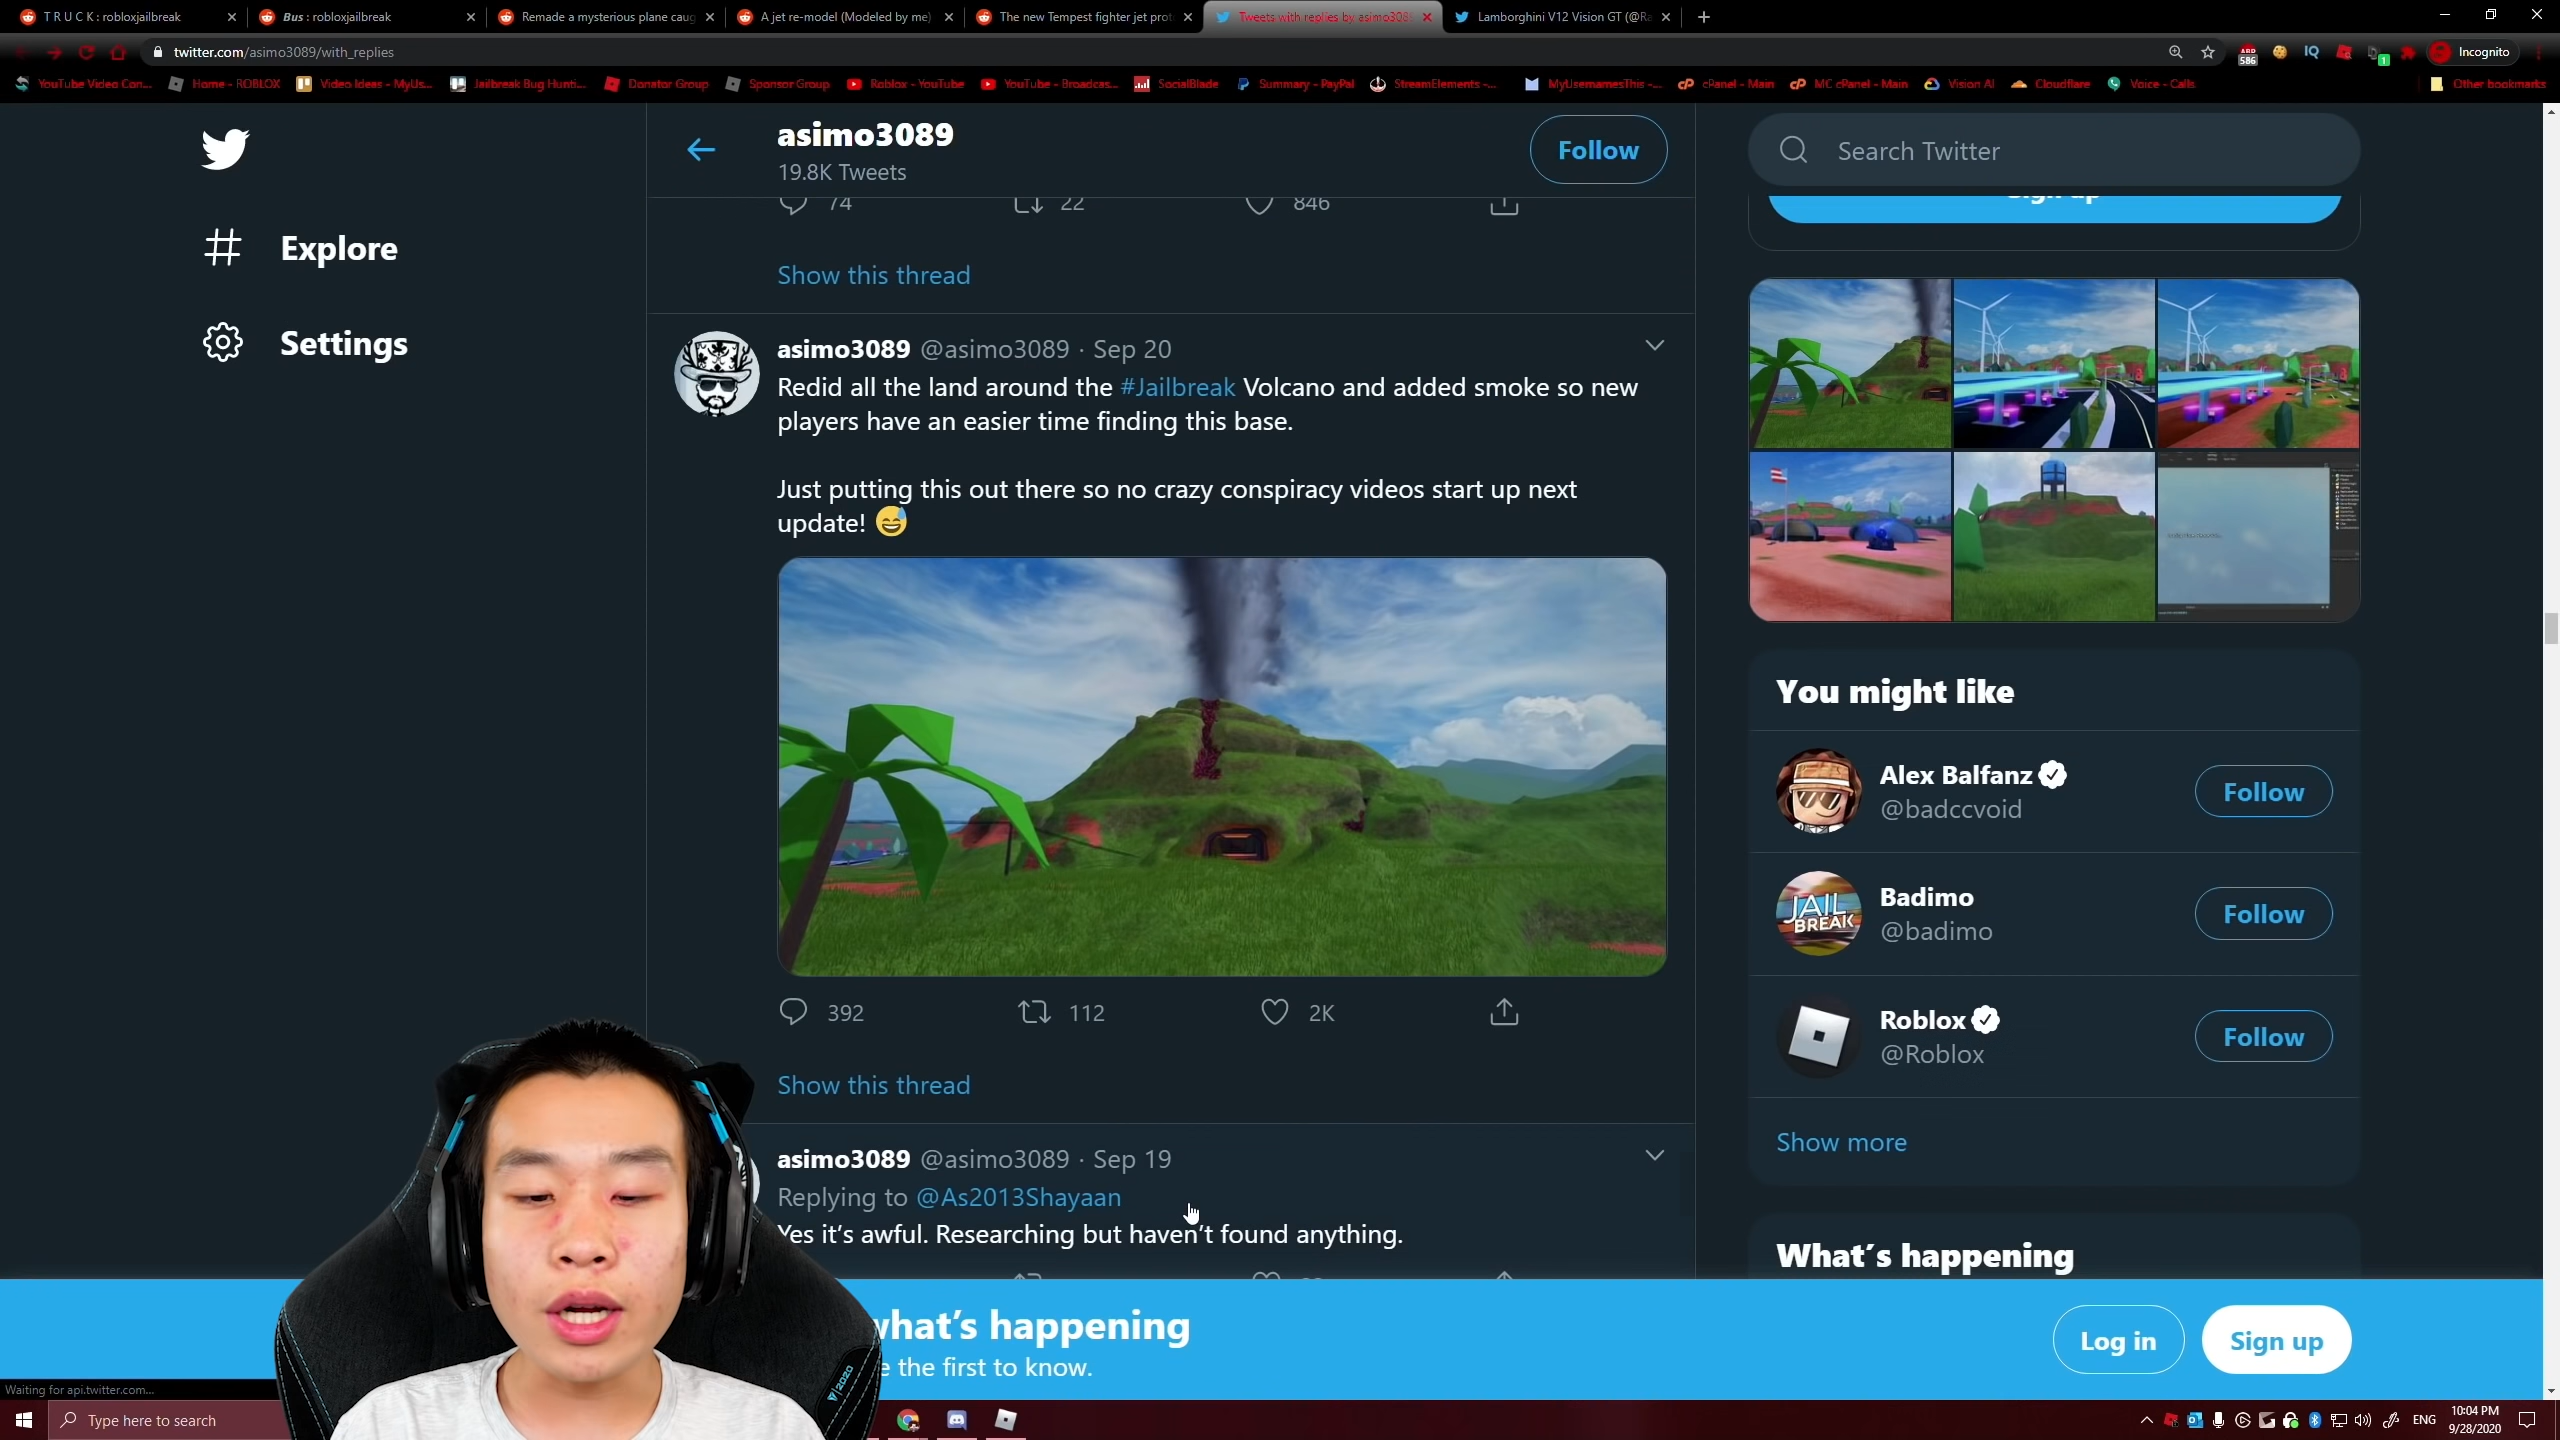 T R U C K : robloxjailbreak
Bus : robloxjailbreak
Remade a mysterious plane caug
A jet re-model (Modeled by me)
The new Tempest fighter jet prot
Tweets with replies by asimo308
Lamborghini V12 Vision GT (@Ra
twitter.com/asimo3089/with_replies
ABD
586
IQ
1
Incognito
YouTube Video Con...
Home - ROBLOX
Video Ideas - MyUs...
Jailbreak Bug Hunti...
Donator Group
Sponsor Group
Roblox - YouTube
YouTube - Broadcas...
SocialBlade
Summary - PayPal
StreamElements -...
MyUsernamesThis -...
cPanel - Main
MC cPanel - Main
Vision AI
Cloudflare
Voice - Calls
Other bookmarks
Explore
Settings
asimo3089
19.8K Tweets
Follow
74
22
846
Show this thread
asimo3089 @asimo3089 · Sep 20
Redid all the land around the #Jailbreak Volcano and added smoke so new
players have an easier time finding this base.
Just putting this out there so no crazy conspiracy videos start up next
update! 😅
392
112
2K
Show this thread
asimo3089 @asimo3089 · Sep 19
Replying to @As2013Shayaan
Yes it's awful. Researching but haven't found anything.
Search Twitter
Sign up
You might like
Alex Balfanz
@badccvoid
Follow
JAIL
BREAK
Badimo
@badimo
Follow
Roblox
@Roblox
Follow
Show more
What's happening
what's happening
e the first to know.
Log in
Sign up
2020
Waiting for api.twitter.com...
Type here to search
ENG
10:04 PM
9/28/2020